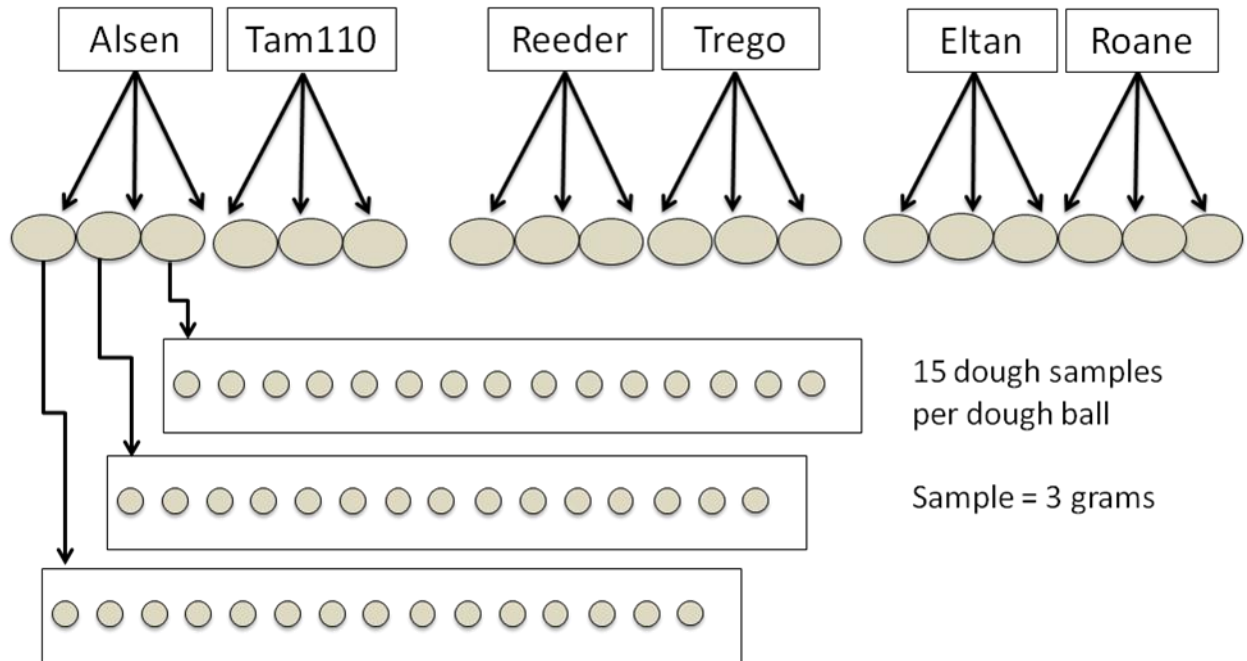 Alsen
Tam110
Reeder
Trego
Eltan
Roane
15 dough samples
per dough ball
Sample = 3 grams